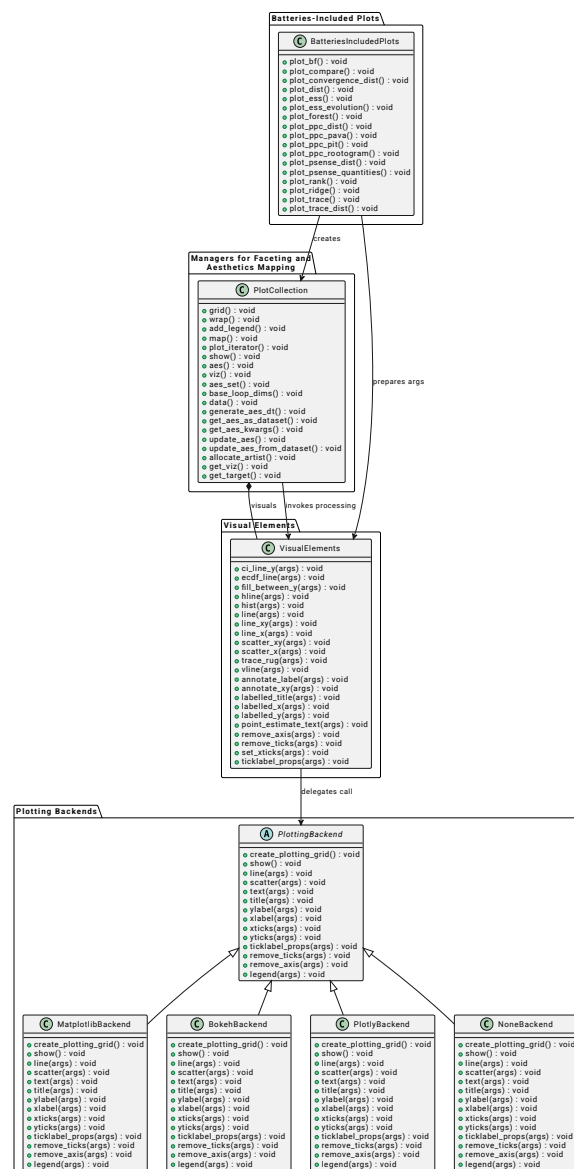 Batteries-Included Plots
C BatteriesIncludedPlots
plot_bf() : void
plot_compare() : void
plot_convergence_dist() : void
plot_dist() : void
plot_ess() : void
plot_ess_evolution() : void
plot_forest() : void
plot_ppc_dist() : void
plot_ppc_pava() : void
plot_ppc_pit() : void
plot_ppc_rootogram() : void
plot_psense_dist() : void
plot_psense_quantities() : void
plot_rank() : void
plot_ridge() : void
plot_trace() : void
plot_trace_dist() : void
creates
Managers for Faceting and
Aesthetics Mapping
C PlotCollection
grid() : void
wrap() : void
add_legend() : void
map() : void
plot_iterator() : void
show() : void
aes() : void
viz() : void
aes_set() : void
base_loop_dims() : void
data() : void
generate_aes_dt() : void
get_aes_as_dataset() : void
get_aes_kwargs() : void
update_aes() : void
update_aes_from_dataset() : void
allocate_artist() : void
get_viz() : void
get_target() : void
prepares args
visuals
invokes processing
Visual Elements
C VisualElements
ci_line_y(args) : void
ecdf_line(args) : void
fill_between_y(args) : void
hline(args) : void
hist(args) : void
line(args) : void
line_xy(args) : void
line_x(args) : void
scatter_xy(args) : void
scatter_x(args) : void
trace_rug(args) : void
vline(args) : void
annotate_label(args) : void
annotate_xy(args) : void
labelled_title(args) : void
labelled_x(args) : void
labelled_y(args) : void
point_estimate_text(args) : void
remove_axis(args) : void
remove_ticks(args) : void
set_xticks(args) : void
ticklabel_props(args) : void
delegates call
Plotting Backends
A PlottingBackend
create_plotting_grid() : void
show() : void
line(args) : void
scatter(args) : void
text(args) : void
title(args) : void
ylabel(args) : void
xlabel(args) : void
xticks(args) : void
yticks(args) : void
ticklabel_props(args) : void
remove_ticks(args) : void
remove_axis(args) : void
legend(args) : void
C MatplotlibBackend
create_plotting_grid() : void
show() : void
line(args) : void
scatter(args) : void
text(args) : void
title(args) : void
ylabel(args) : void
xlabel(args) : void
xticks(args) : void
yticks(args) : void
ticklabel_props(args) : void
remove_ticks(args) : void
remove_axis(args) : void
legend(args) : void
C BokehBackend
create_plotting_grid() : void
show() : void
line(args) : void
scatter(args) : void
text(args) : void
title(args) : void
ylabel(args) : void
xlabel(args) : void
xticks(args) : void
yticks(args) : void
ticklabel_props(args) : void
remove_ticks(args) : void
remove_axis(args) : void
legend(args) : void
C PlotlyBackend
create_plotting_grid() : void
show() : void
line(args) : void
scatter(args) : void
text(args) : void
title(args) : void
ylabel(args) : void
xlabel(args) : void
xticks(args) : void
yticks(args) : void
ticklabel_props(args) : void
remove_ticks(args) : void
remove_axis(args) : void
legend(args) : void
C NoneBackend
create_plotting_grid() : void
show() : void
line(args) : void
scatter(args) : void
text(args) : void
title(args) : void
ylabel(args) : void
xlabel(args) : void
xticks(args) : void
yticks(args) : void
ticklabel_props(args) : void
remove_ticks(args) : void
remove_axis(args) : void
legend(args) : void